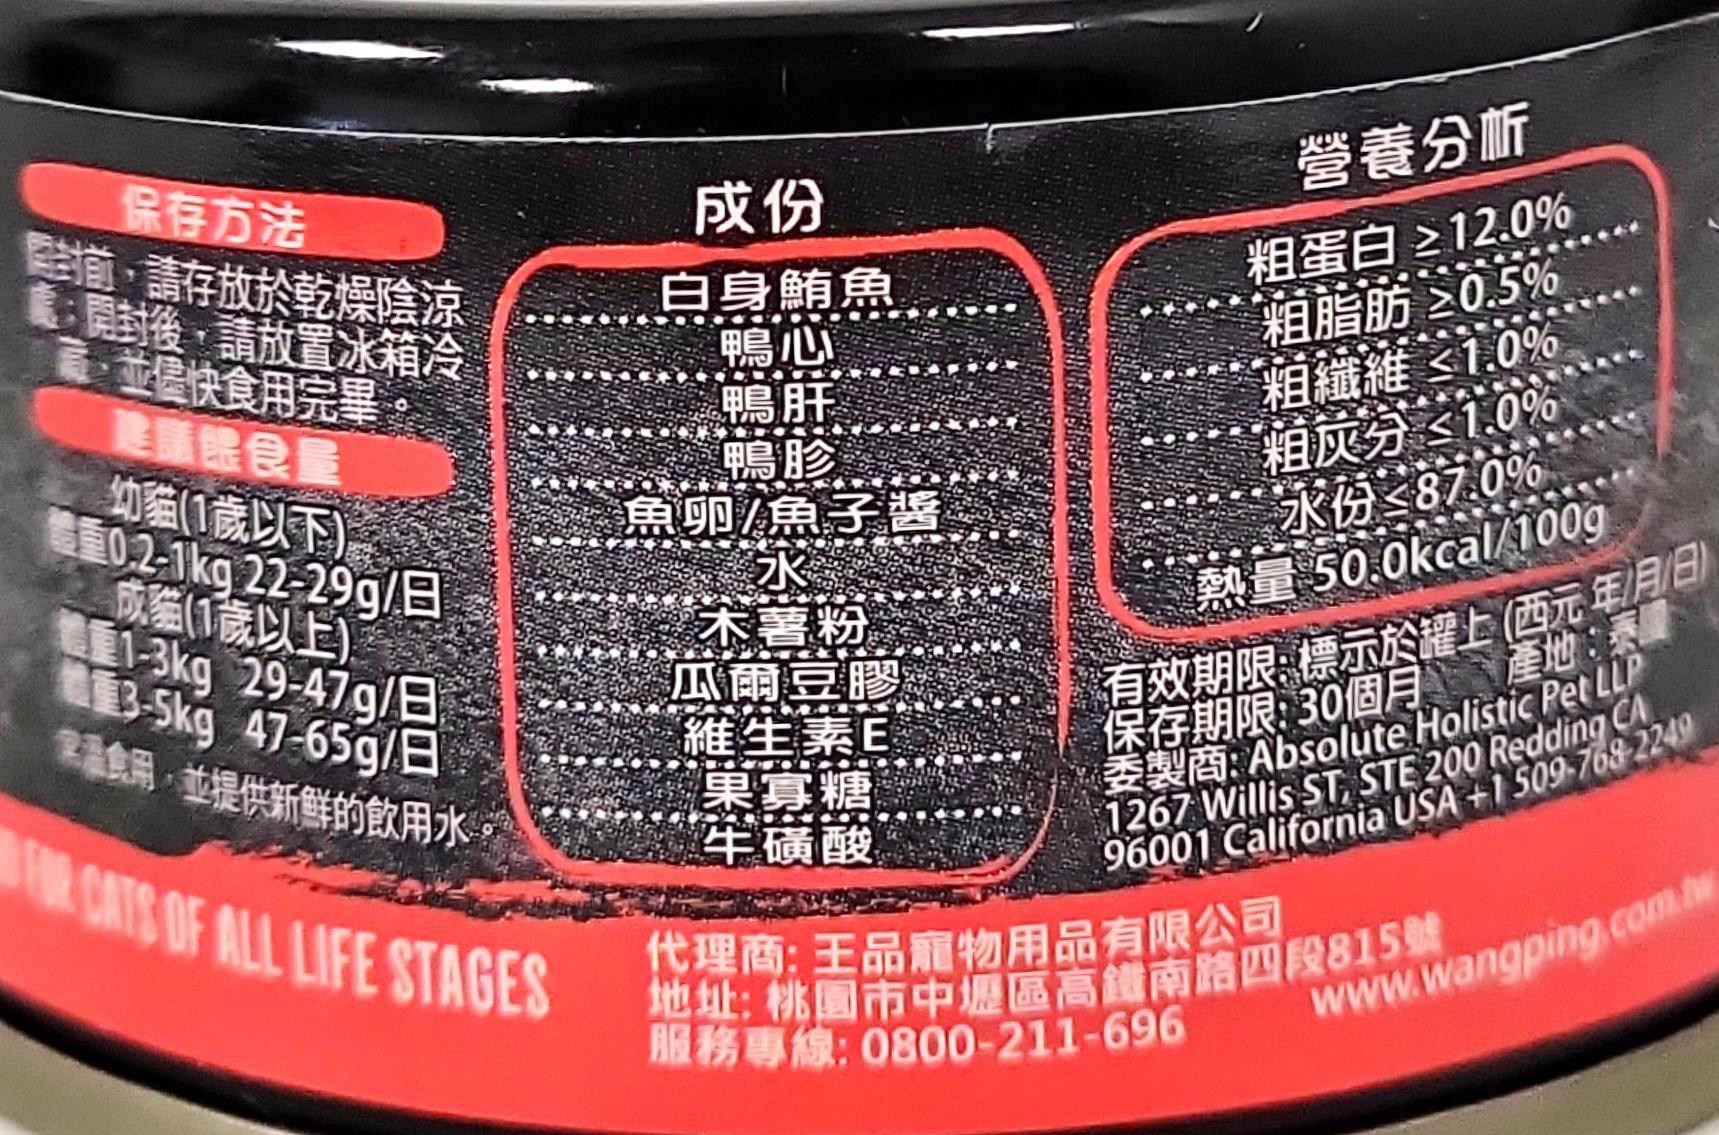 保存方法
開封前，請存放於乾燥陰涼
處；開封後，請放置冰箱冷
藏，並儘快食用完畢。
建議餵食量
幼貓(1歲以下)
體重0.2-1kg 22-29g/日
成貓(1歲以上)
體重1-3kg 29-47g/日
體重3-5kg 47-65g/日
食用，並提供新鮮的飲用水。
成份
白身鮪魚
鴨心
鴨肝
鴨胗
魚卵/魚子醬
水
木薯粉
瓜爾豆膠
維生素E
果寡糖
牛磺酸
營養分析
粗蛋白 ≥12.0%
粗脂肪 ≥0.5%
粗纖維 ≤1.0%
粗灰分 ≤1.0%
水份≤87.0%
熱量 50.0kcal/100g
有效期限: 標示於罐上 (西元 年/月/日)
保存期限: 30個月 產地：泰國
委製商: Absolute Holistic Pet LLP
1267 Willis ST, STE 200 Redding CA
96001 California USA +1 509-768-2249
FOR CATS OF ALL LIFE STAGES
代理商: 王品寵物用品有限公司
地址: 桃園市中壢區高鐵南路四段815號
服務專線: 0800-211-696 www.wangping.com.tw